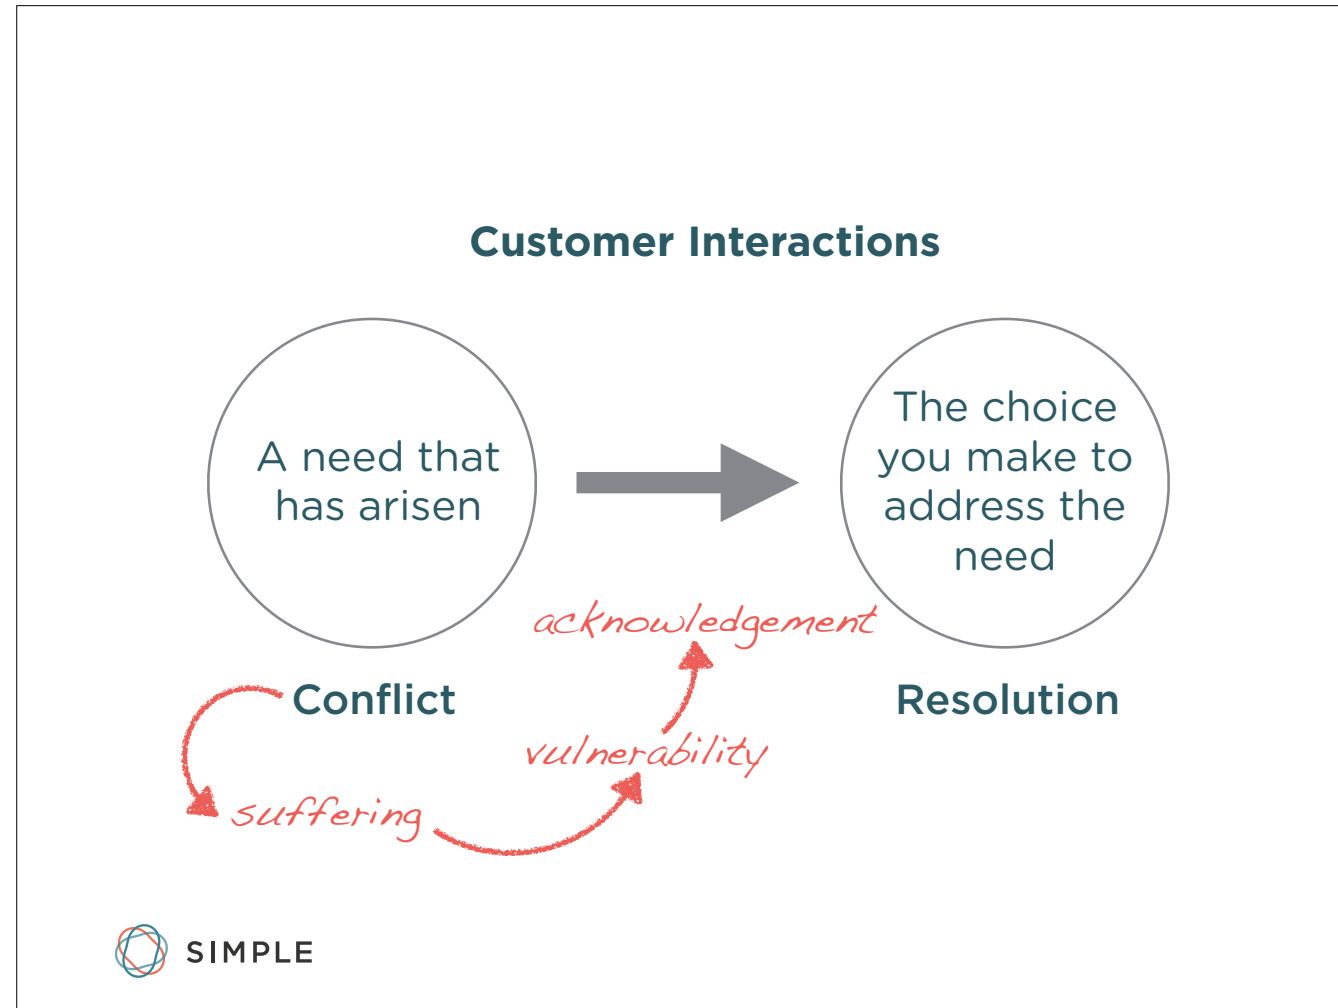 Customer Interactions
A need that
has arisen
The choice
you make to
address the
need
acknowledgement
Conflict
Resolution
vulnerability
suffering
SIMPLE